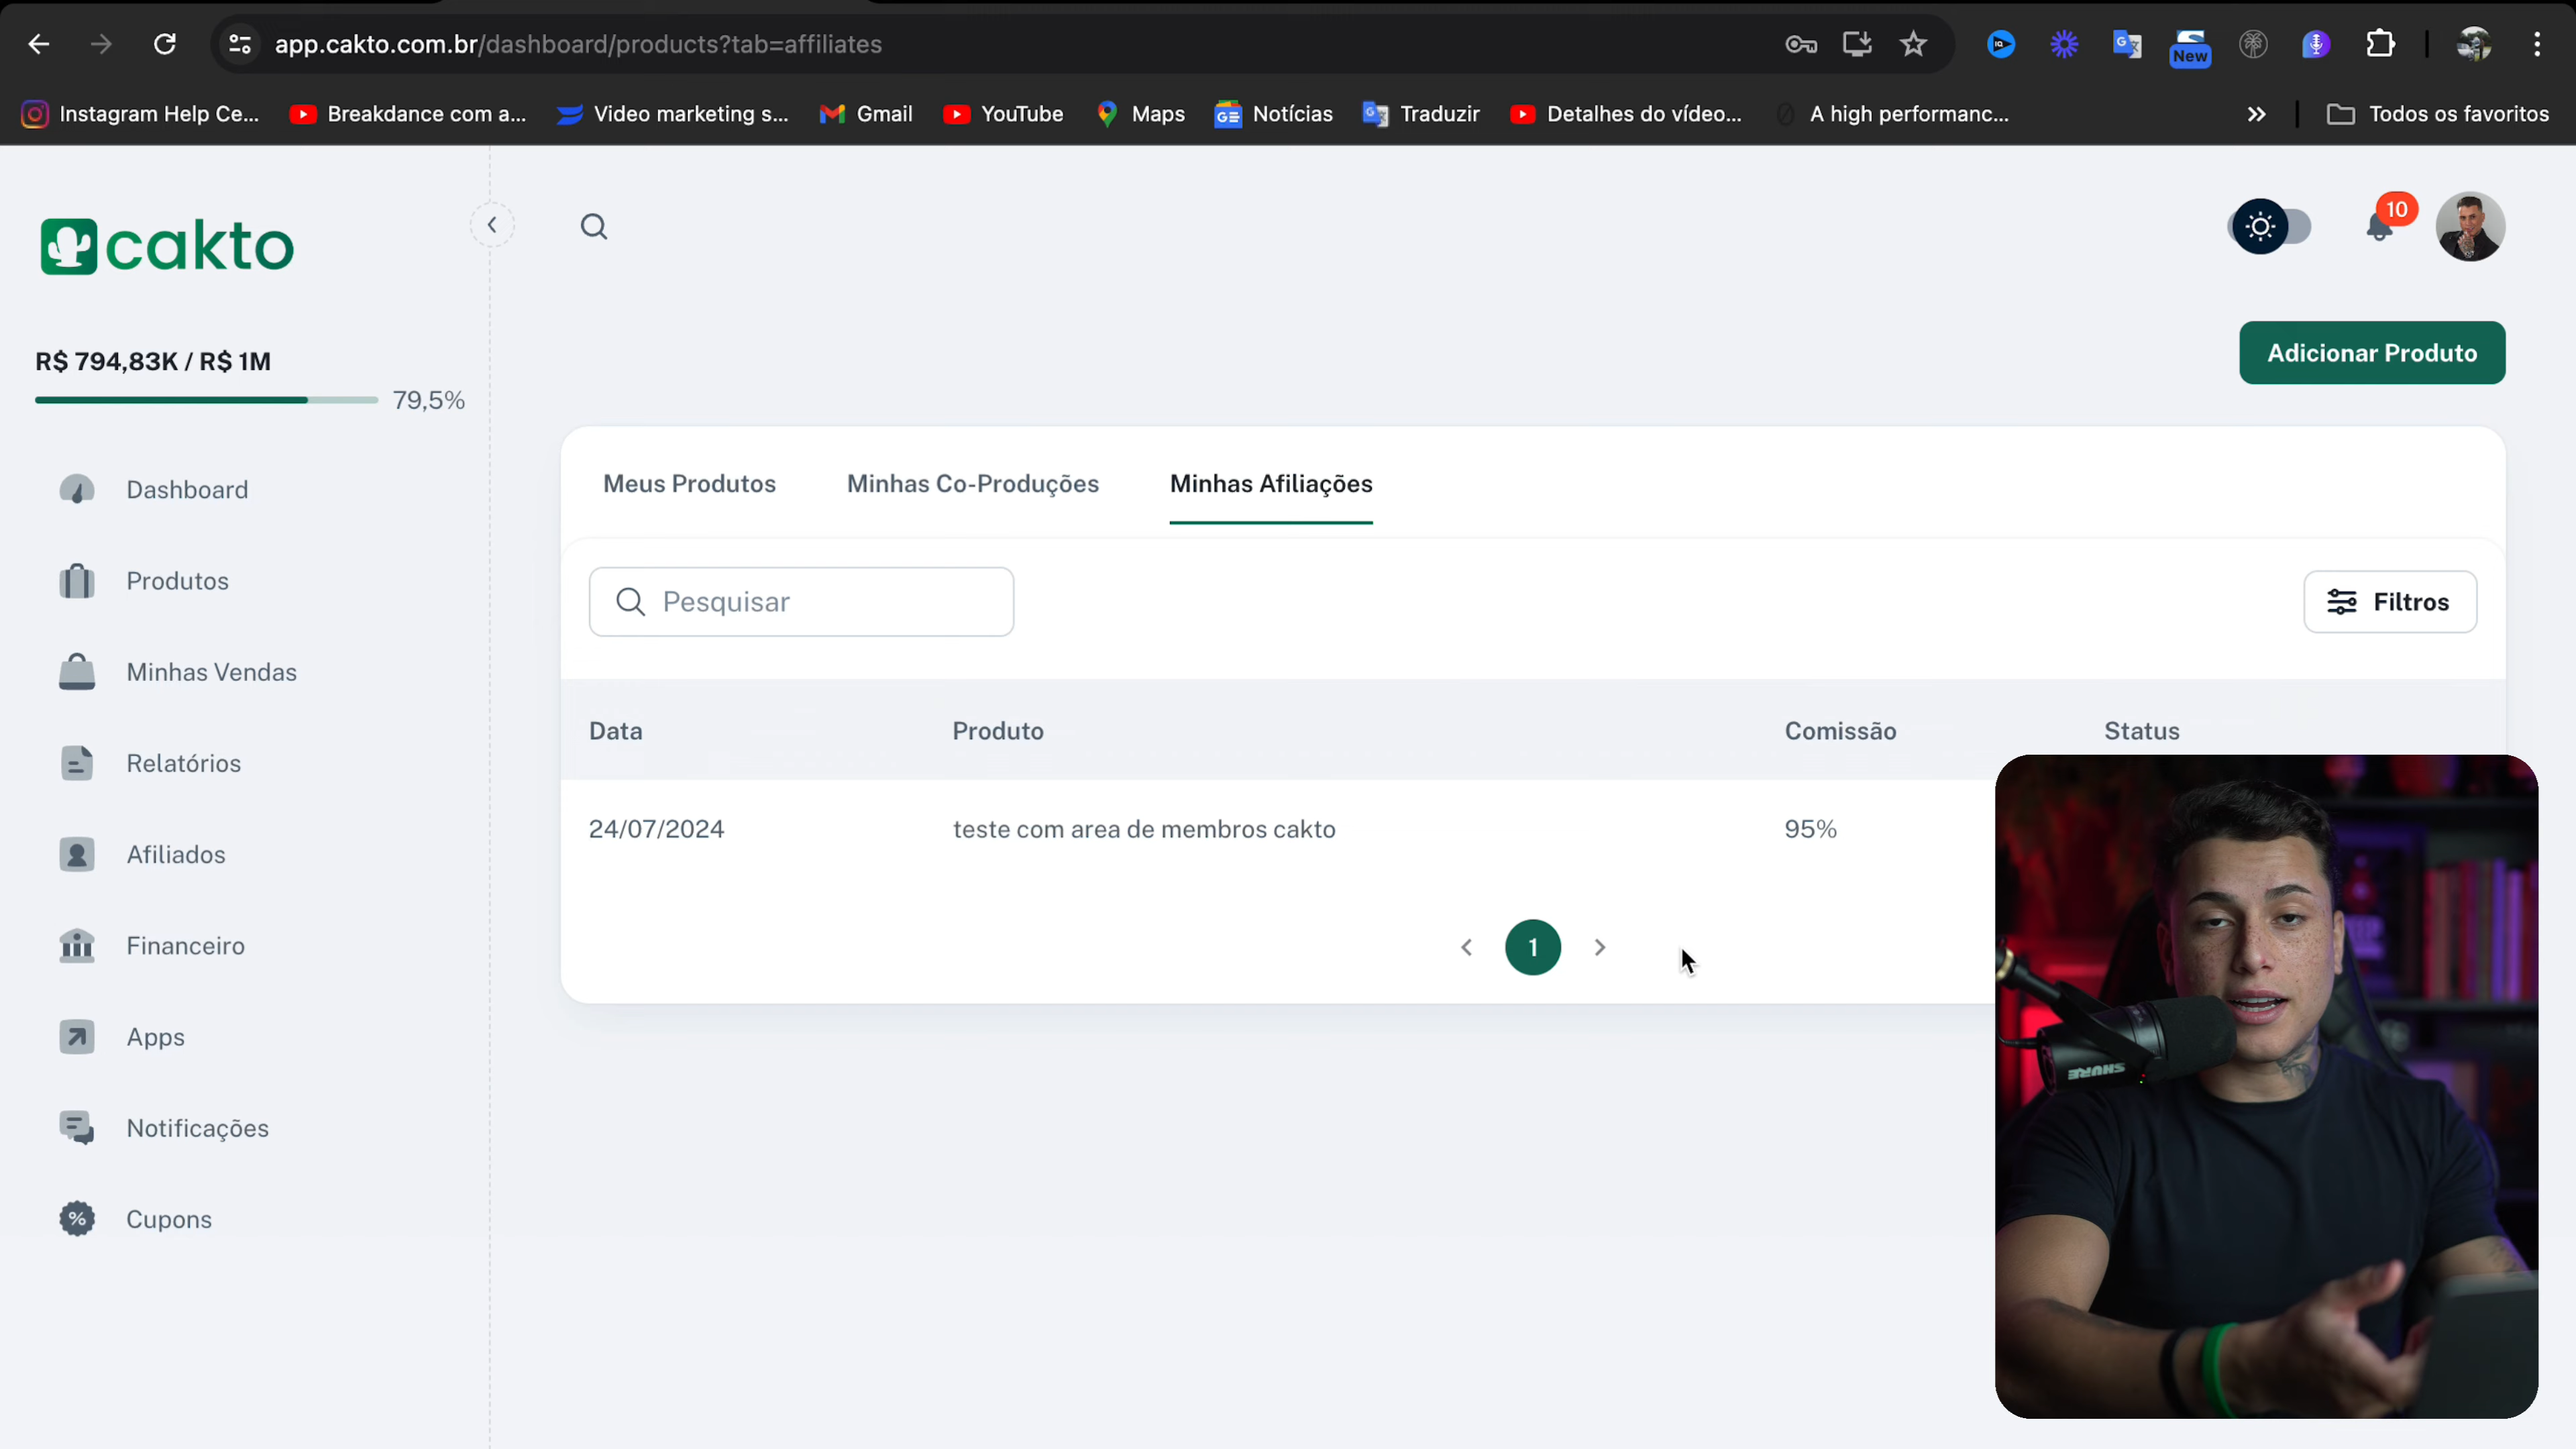 app.cakto.com.br/dashboard/products?tab=affiliates
New
Instagram Help Ce...
Breakdance com a...
Video marketing s...
Gmail
YouTube
Maps
Notícias
Traduzir
Detalhes do vídeo...
A high performanc...
Todos os favoritos
cakto
10
R$ 794,83K / R$ 1M
79,5%
Adicionar Produto
Dashboard
Produtos
Minhas Vendas
Relatórios
Afiliados
Financeiro
Apps
Notificações
Cupons
Meus Produtos
Minhas Co-Produções
Minhas Afiliações
Pesquisar
Filtros
Data
Produto
Comissão
Status
24/07/2024
teste com area de membros cakto
95%
1
SHURE